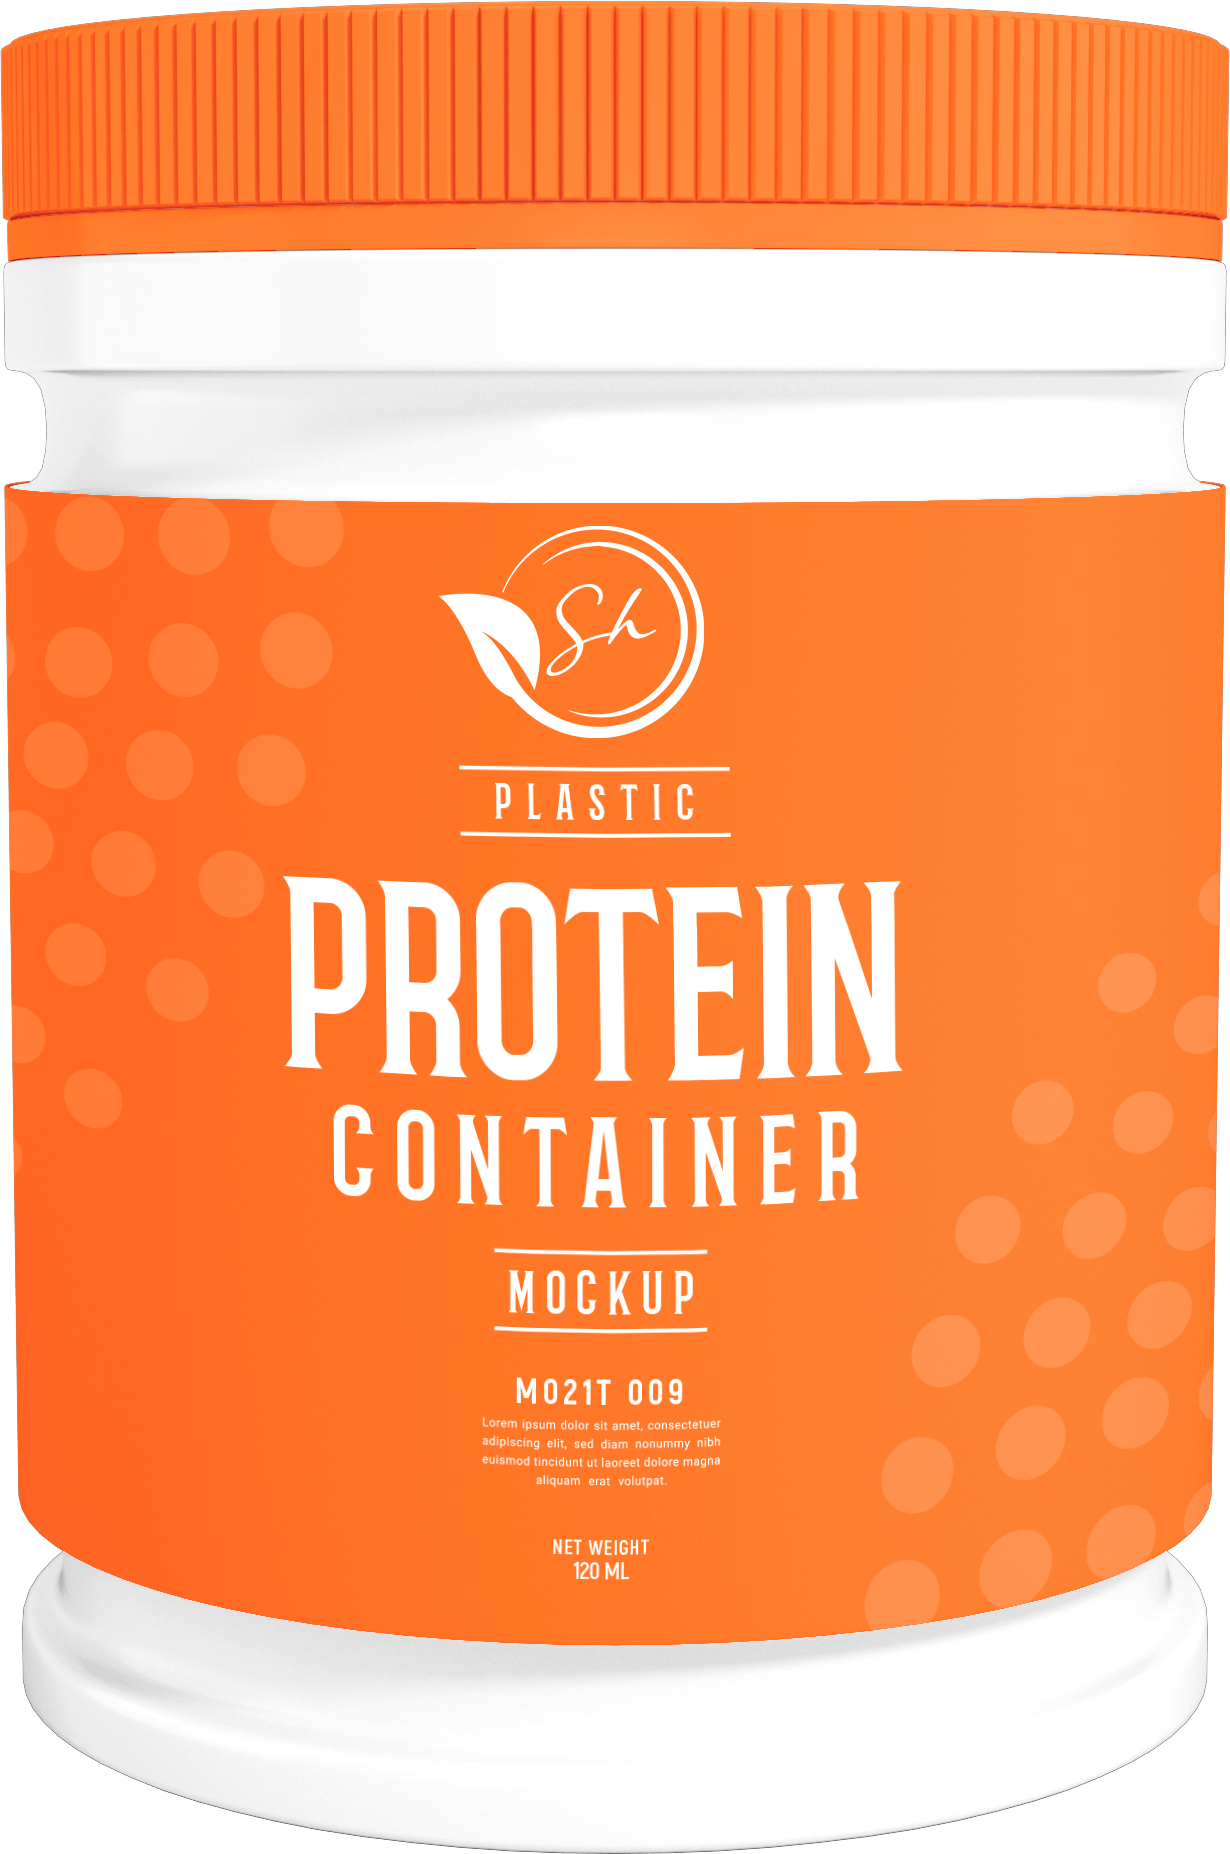 Sh
PLASTIC
PROTEIN
CONTAINER
MOCKUP
MO21T 009
Lorem ipsum dolor sit amet, consectetuer
adipiscing elit, sed diam nonummy nibh
euismod tincidunt ut laoreet dolore magna
aliquam erat volutpat.
NET WEIGHT
120 ML